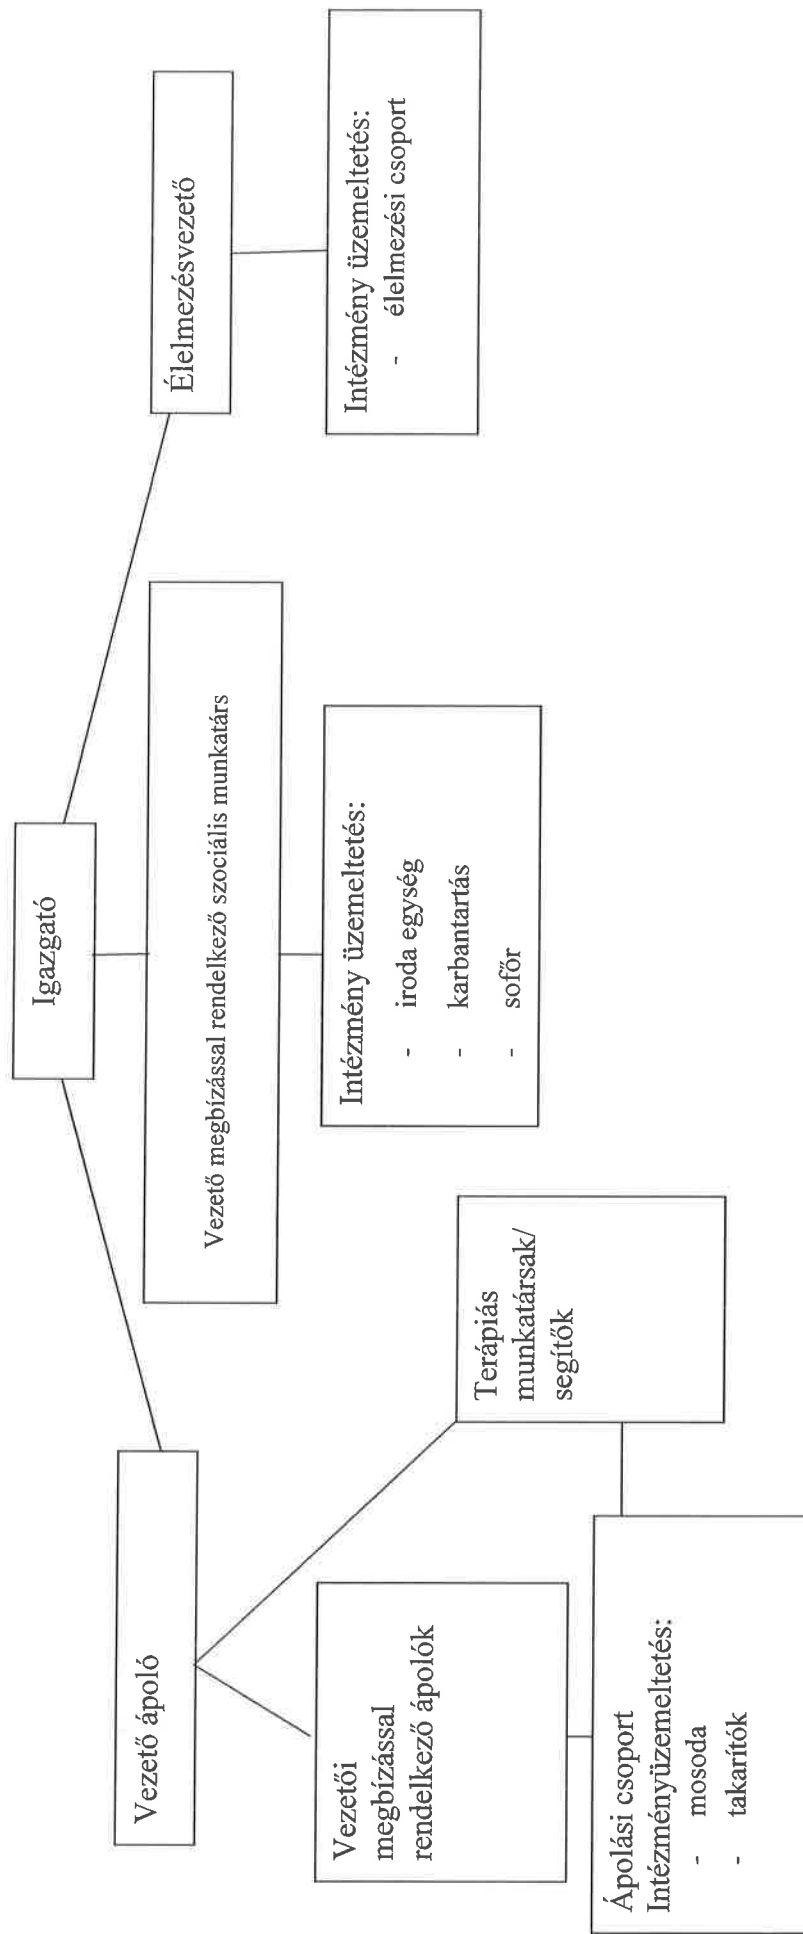 Igazgató
Vezető ápoló
Vezető megbízással rendelkező szociális munkatárs
Élelmezésvezető
Vezetői
megbízással
rendelkező ápolók
Terápiás
munkatársak/
segítők
Intézmény üzemeltetés:
- iroda egység
- karbantartás
- sofőr
Intézmény üzemeltetés:
- élelmezési csoport
Ápolási csoport
Intézményüzemeltetés:
- mosoda
- takarítók